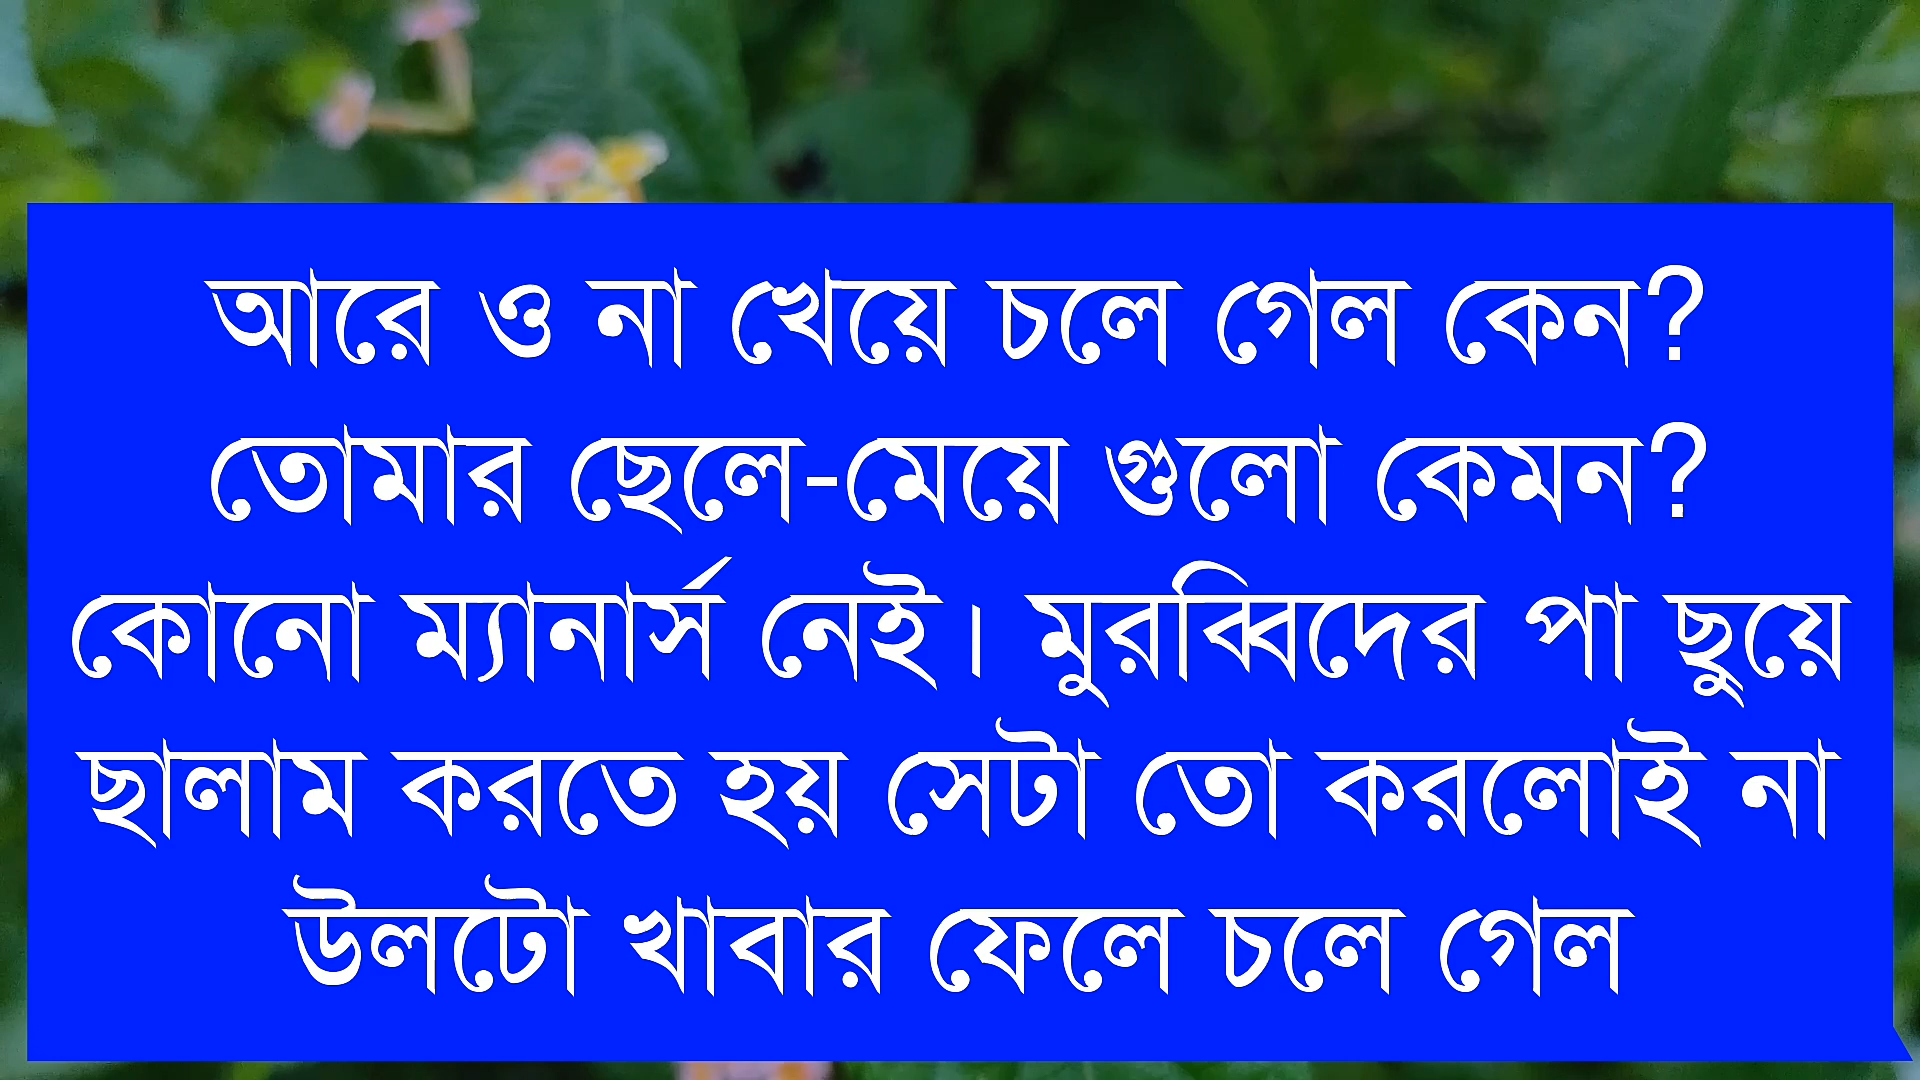 আরে ও না খেয়ে চলে গেল কেন?
তোমার ছেলে-মেয়ে গুলো কেমন?
কোনো ম্যানার্স নেই। মুরব্বিদের পা ছুয়ে
ছালাম করতে হয় সেটা তো করলোই না
উলটো খাবার ফেলে চলে গেল